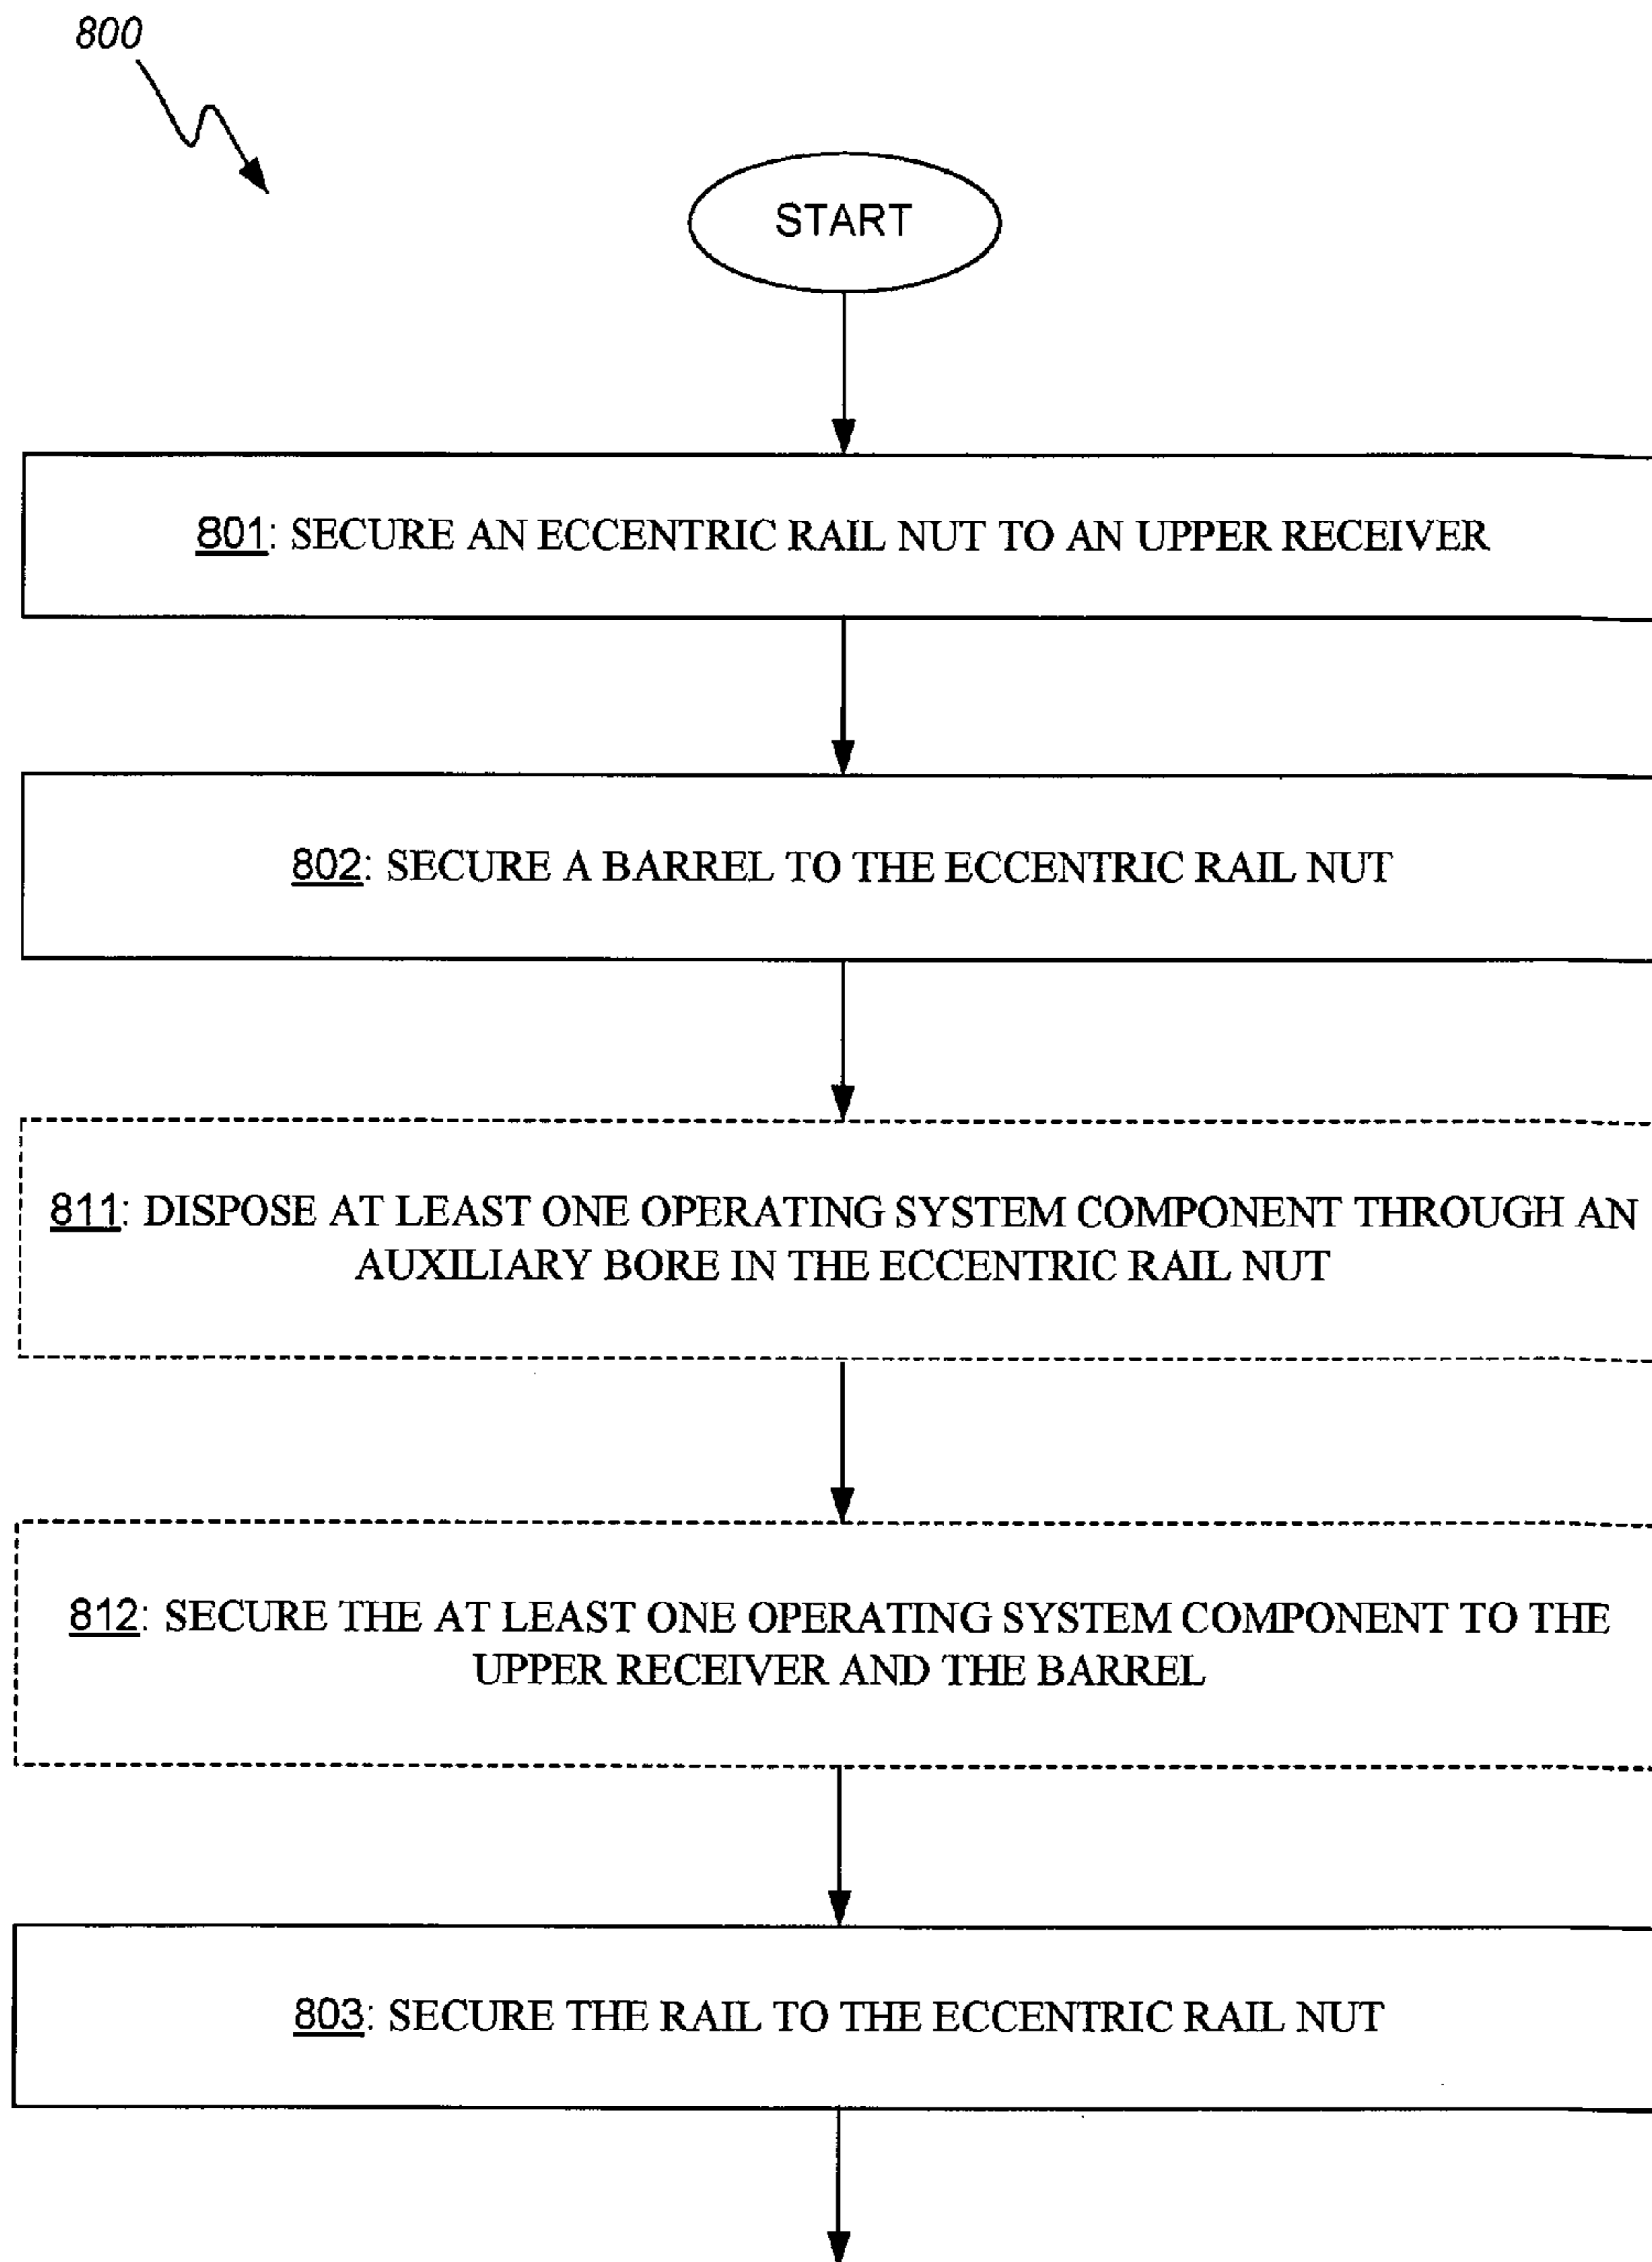 800
START
801: SECURE AN ECCENTRIC RAIL NUT TO AN UPPER RECEIVER
802: SECURE A BARREL TO THE ECCENTRIC RAIL NUT
811: DISPOSE AT LEAST ONE OPERATING SYSTEM COMPONENT THROUGH AN
AUXILIARY BORE IN THE ECCENTRIC RAIL NUT
812: SECURE THE AT LEAST ONE OPERATING SYSTEM COMPONENT TO THE
UPPER RECEIVER AND THE BARREL
803: SECURE THE RAIL TO THE ECCENTRIC RAIL NUT